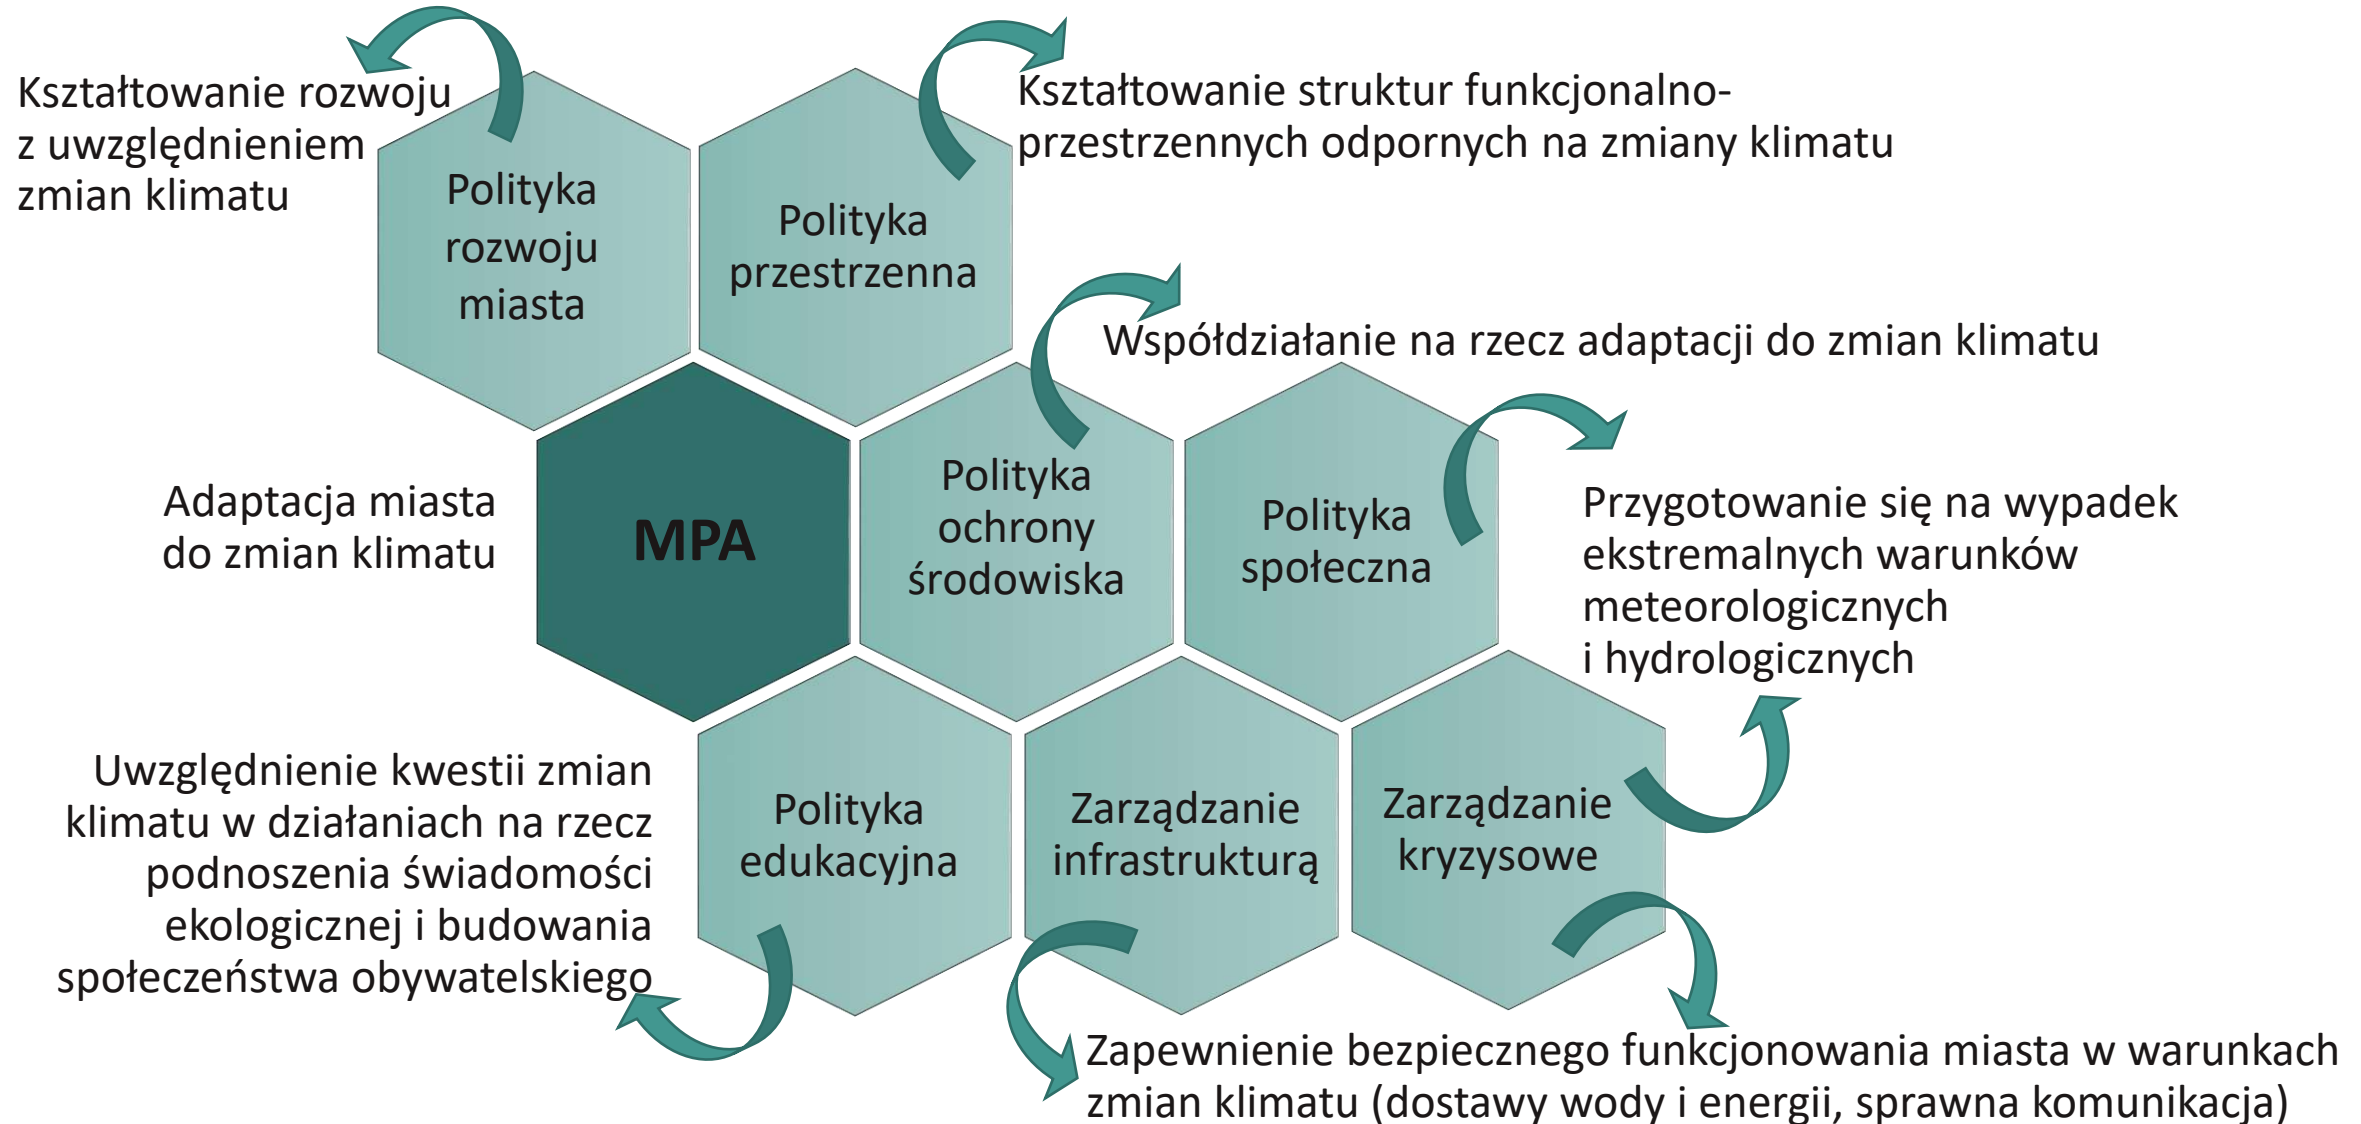 Kształtowanie rozwoju
z uwzględnieniem
zmian klimatu
Polityka
rozwoju
miasta
Polityka
przestrzenna
Kształtowanie struktur funkcjonalno-
przestrzennych odpornych na zmiany klimatu
Współdziałanie na rzecz adaptacji do zmian klimatu
Adaptacja miasta
do zmian klimatu
MPA
Polityka
ochrony
środowiska
Polityka
społeczna
Przygotowanie się na wypadek
ekstremalnych warunków
meteorologicznych
i hydrologicznych
Uwzględnienie kwestii zmian
klimatu w działaniach na rzecz
podnoszenia świadomości
ekologicznej i budowania
społeczeństwa obywatelskiego
Polityka
edukacyjna
Zarządzanie
infrastrukturą
Zarządzanie
kryzysowe
Zapewnienie bezpiecznego funkcjonowania miasta w warunkach
zmian klimatu (dostawy wody i energii, sprawna komunikacja)